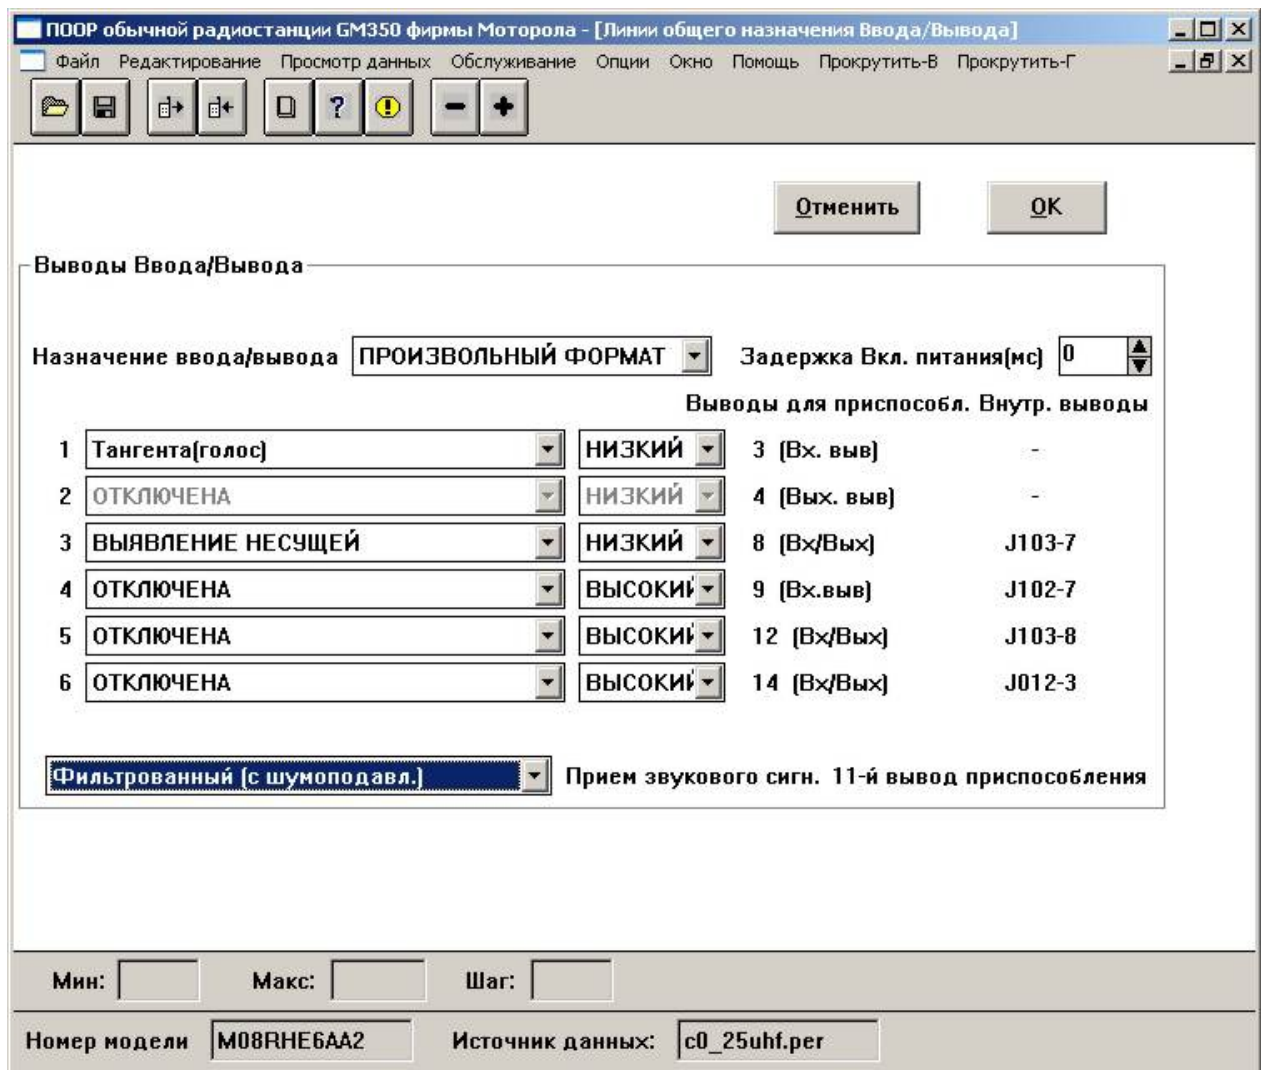 ПООР обычной радиостанции GM350 фирмы Моторола - [Линии общего назначения Ввода/Вывода]
Файл Редактирование Просмотр данных Обслуживание Опции Окно Помощь Прокрутить-В Прокрутить-Г
Отменить OK
Выводы Ввода/Вывода
Назначение ввода/вывода ПРОИЗВОЛЬНЫЙ ФОРМАТ Задержка Вкл. питания(мс) 0
Выводы для приспособл. Внутр. выводы
1 Тангента(голос) НИЗКИЙ 3 (Вх. выв) -
2 ОТКЛЮЧЕНА НИЗКИЙ 4 (Вых. выв) -
3 ВЫЯВЛЕНИЕ НЕСУЩЕЙ НИЗКИЙ 8 (Вх/Вых) J103-7
4 ОТКЛЮЧЕНА ВЫСОКИЙ 9 (Вх.выв) J102-7
5 ОТКЛЮЧЕНА ВЫСОКИЙ 12 (Вх/Вых) J103-8
6 ОТКЛЮЧЕНА ВЫСОКИЙ 14 (Вх/Вых) J012-3
Фильтрованный (с шумоподавл.) Прием звукового сигн. 11-й вывод приспособления
Мин: Макс: Шаг:
Номер модели M08RHE6AA2 Источник данных: c0_25uhf.per